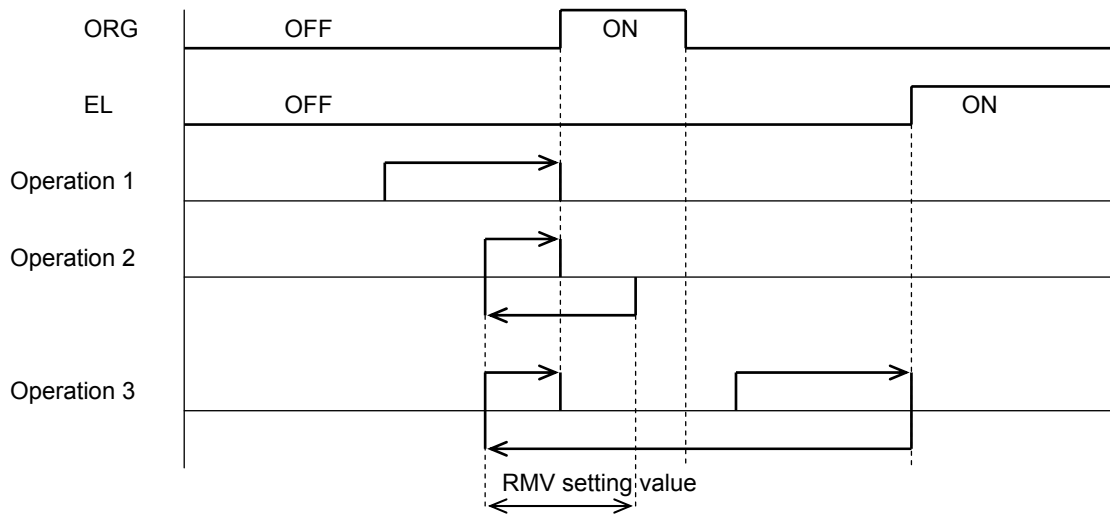 ORG OFF ON
EL OFF ON
Operation 1
Operation 2
Operation 3
RMV setting value